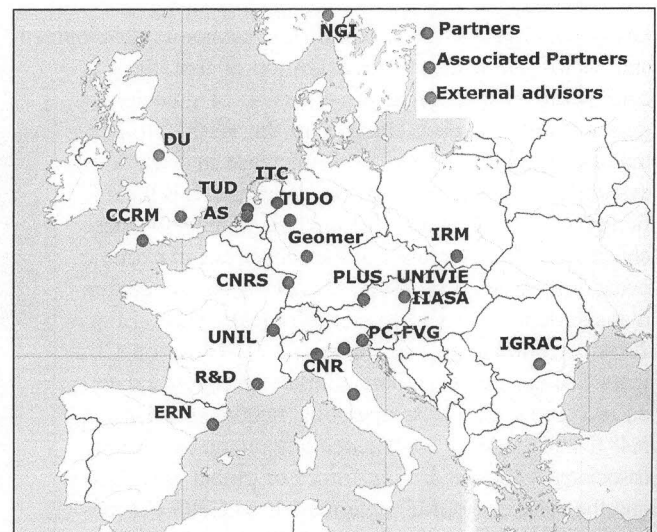 NGI
Partners
Associated Partners
External advisors
DU
ITC
TUD
TUDO
AS
CCRM
Geomer
IRM
CNRS
PLUS
UNIVIE
IIASA
UNIL
PC-FVG
IGRAC
CNR
R&D
ERN